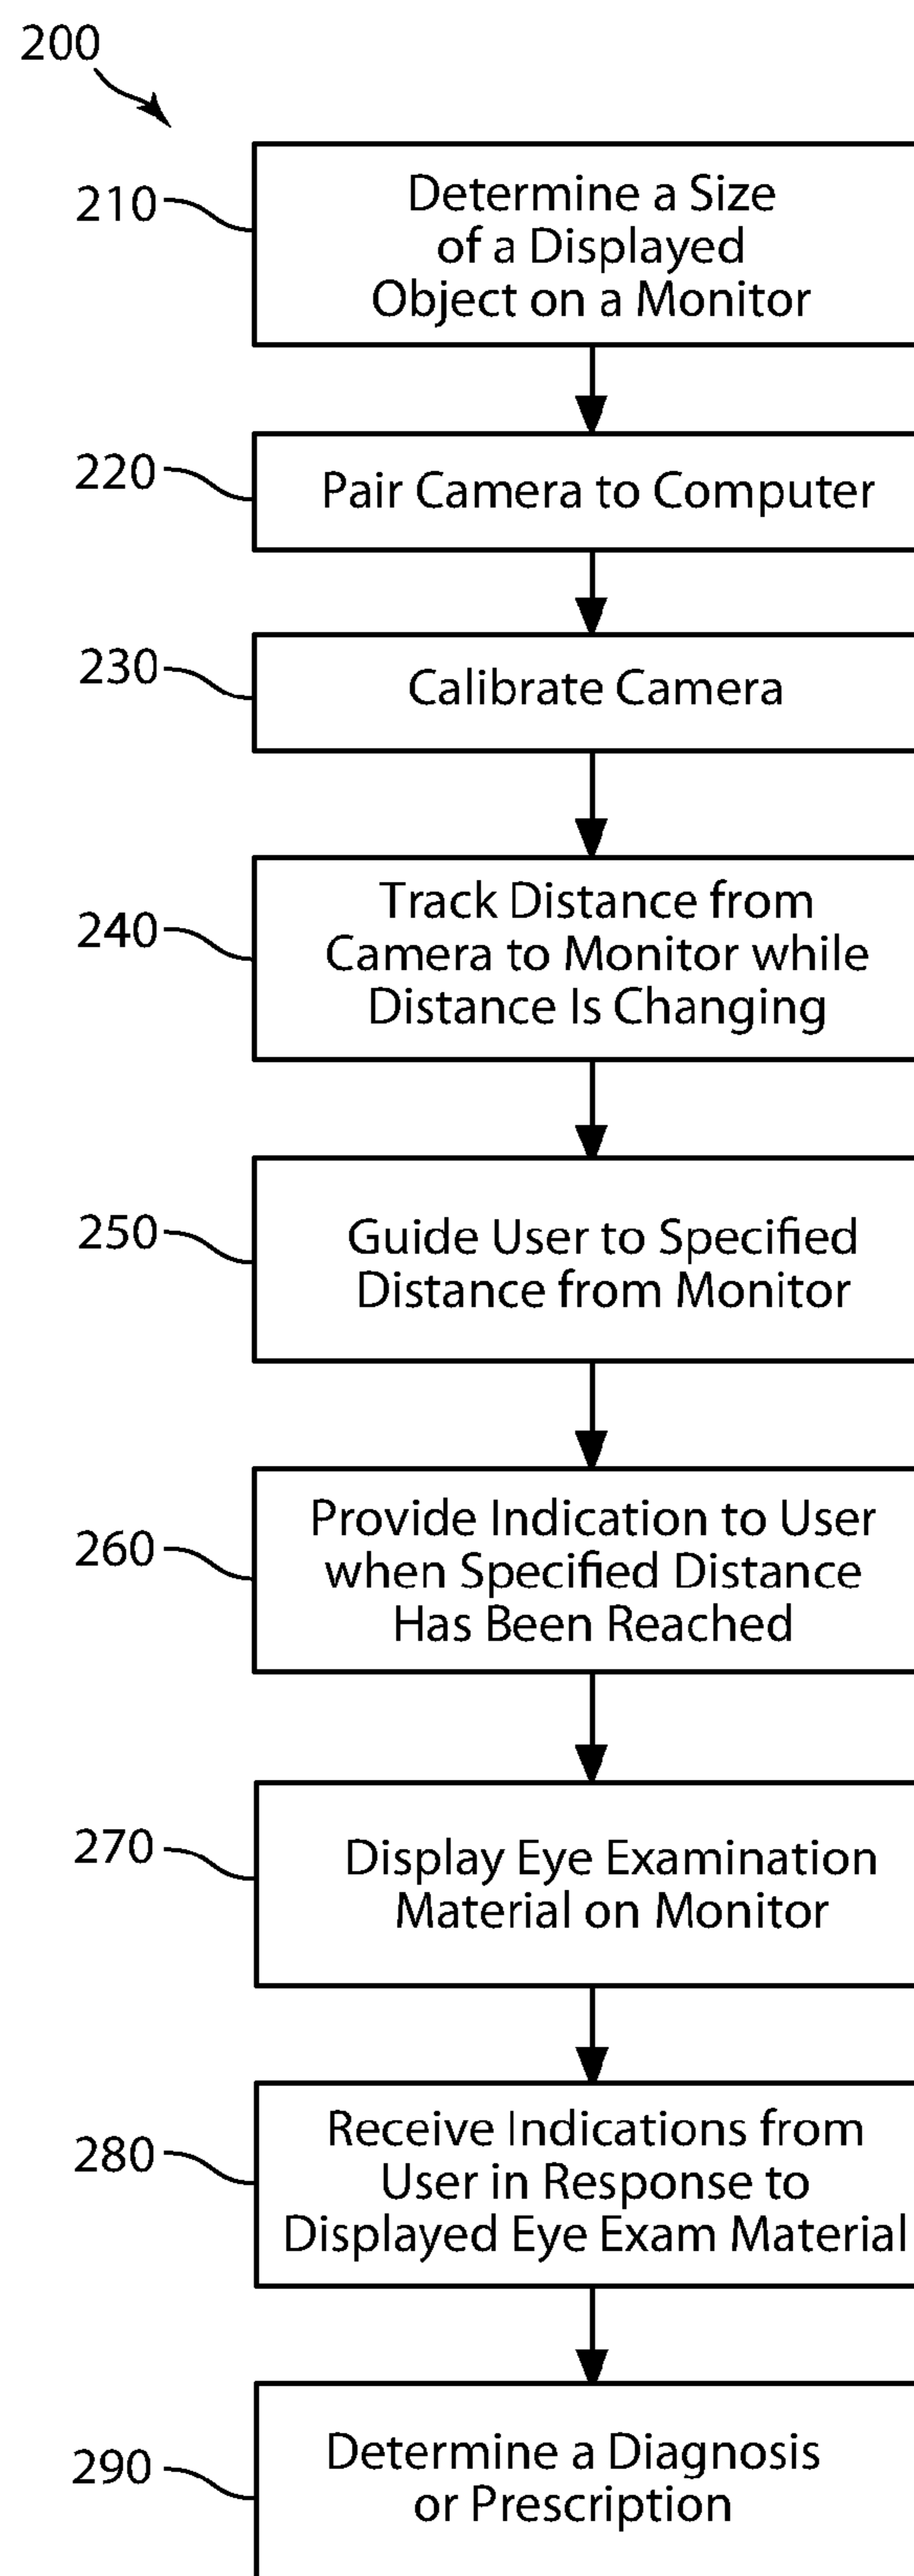 200
210
Determine a Size
of a Displayed
Object on a Monitor
220
Pair Camera to Computer
230
Calibrate Camera
240
Track Distance from
Camera to Monitor while
Distance Is Changing
250
Guide User to Specified
Distance from Monitor
260
Provide Indication to User
when Specified Distance
Has Been Reached
270
Display Eye Examination
Material on Monitor
280
Receive Indications from
User in Response to
Displayed Eye Exam Material
290
Determine a Diagnosis
or Prescription